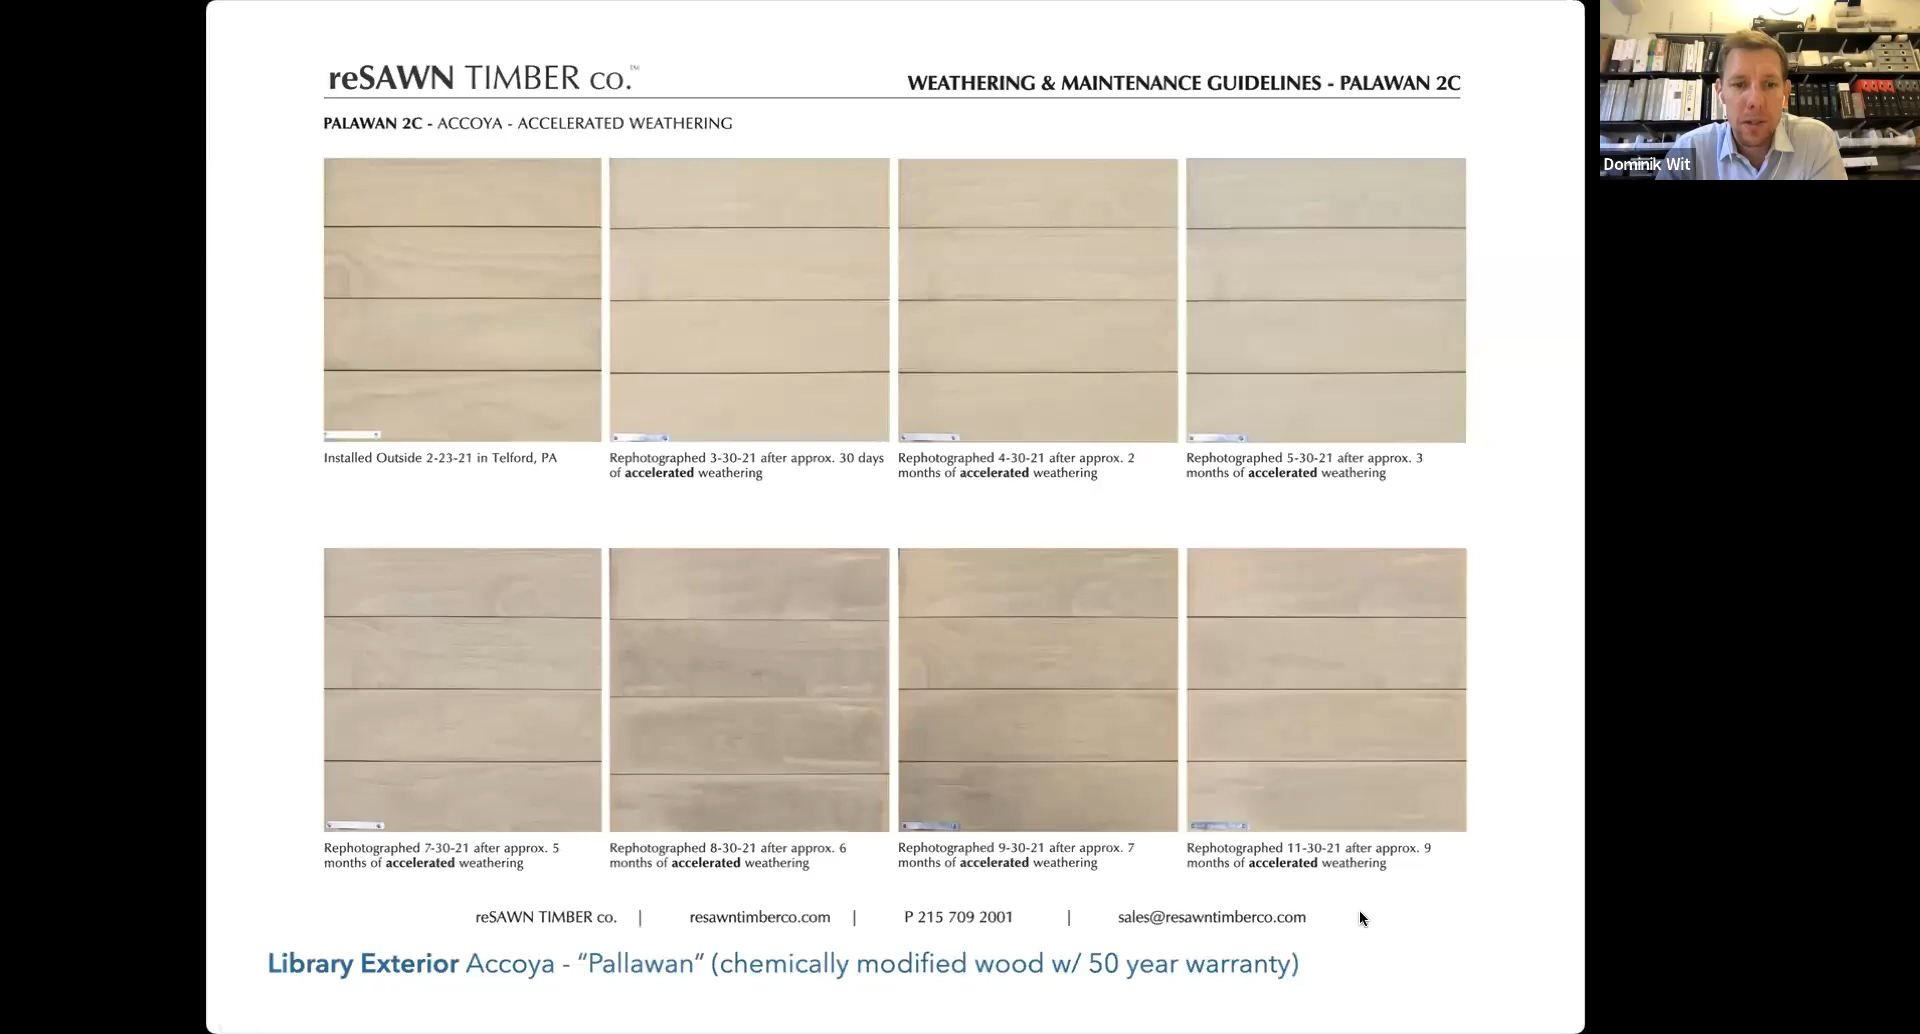 reSAWN TIMBER co.™
WEATHERING & MAINTENANCE GUIDELINES - PALAWAN 2C
PALAWAN 2C - ACCOYA - ACCELERATED WEATHERING
Dominik Wit
Installed Outside 2-23-21 in Telford, PA
Rephotographed 3-30-21 after approx. 30 days
of accelerated weathering
Rephotographed 4-30-21 after approx. 2
months of accelerated weathering
Rephotographed 5-30-21 after approx. 3
months of accelerated weathering
Rephotographed 7-30-21 after approx. 5
months of accelerated weathering
Rephotographed 8-30-21 after approx. 6
months of accelerated weathering
Rephotographed 9-30-21 after approx. 7
months of accelerated weathering
Rephotographed 11-30-21 after approx. 9
months of accelerated weathering
reSAWN TIMBER co. | resawntimberco.com | P 215 709 2001 | sales@resawntimberco.com
Library Exterior Accoya - “Pallawan” (chemically modified wood w/ 50 year warranty)